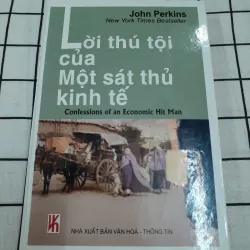 John Perkins
New York Times Bestseller
Lời thú tội
của
Một sát thủ
kinh tế
Confessions of an Economic Hit Man
NHÀ XUẤT BẢN VĂN HOÁ - THÔNG TIN